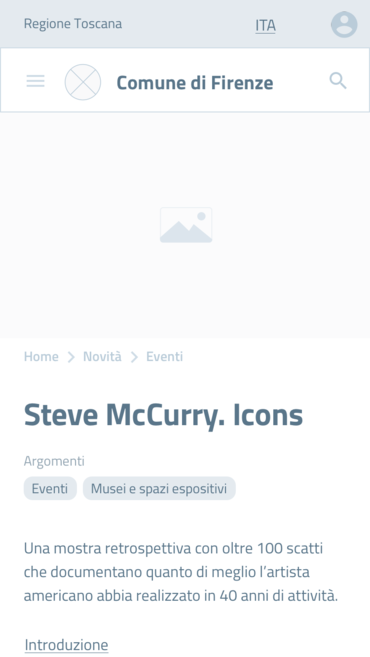 Regione Toscana
ITA
Comune di Firenze
Home Novità Eventi
Steve McCurry. Icons
Argomenti
Eventi
Musei e spazi espositivi
Una mostra retrospettiva con oltre 100 scatti
che documentano quanto di meglio l'artista
americano abbia realizzato in 40 anni di attività.
Introduzione